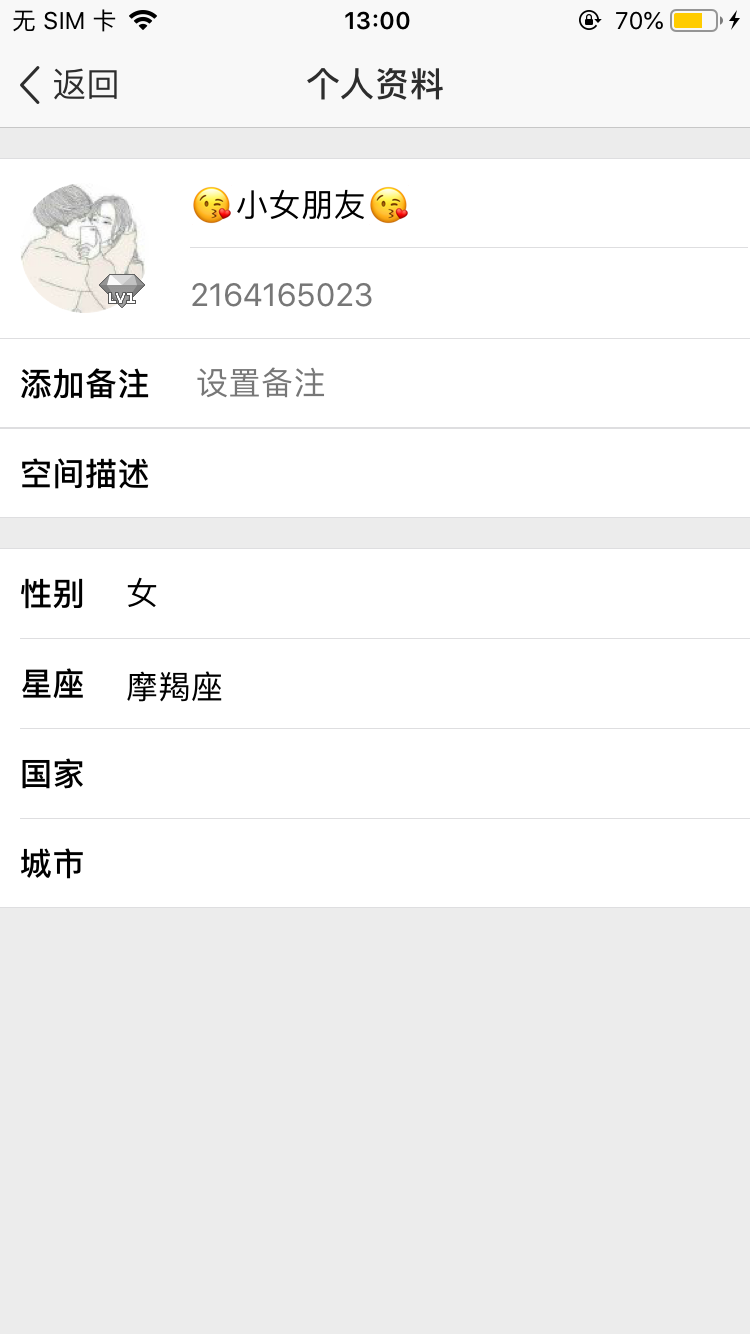 无 SIM 卡 13:00 70%
返回 个人资料
😘小女朋友😘
LV1
2164165023
添加备注 设置备注
空间描述
性别 女
星座 摩羯座
国家
城市